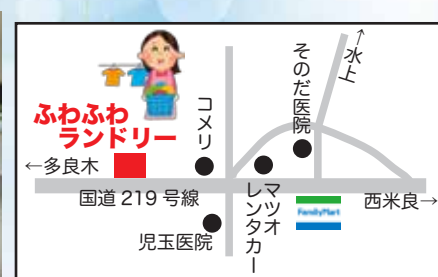 ふわふわ
ランドリー
コメリ
そのだ医院
↑水上
←多良木
国道 219 号線
マツオ
レンタカー
FamilyMart
西米良→
児玉医院